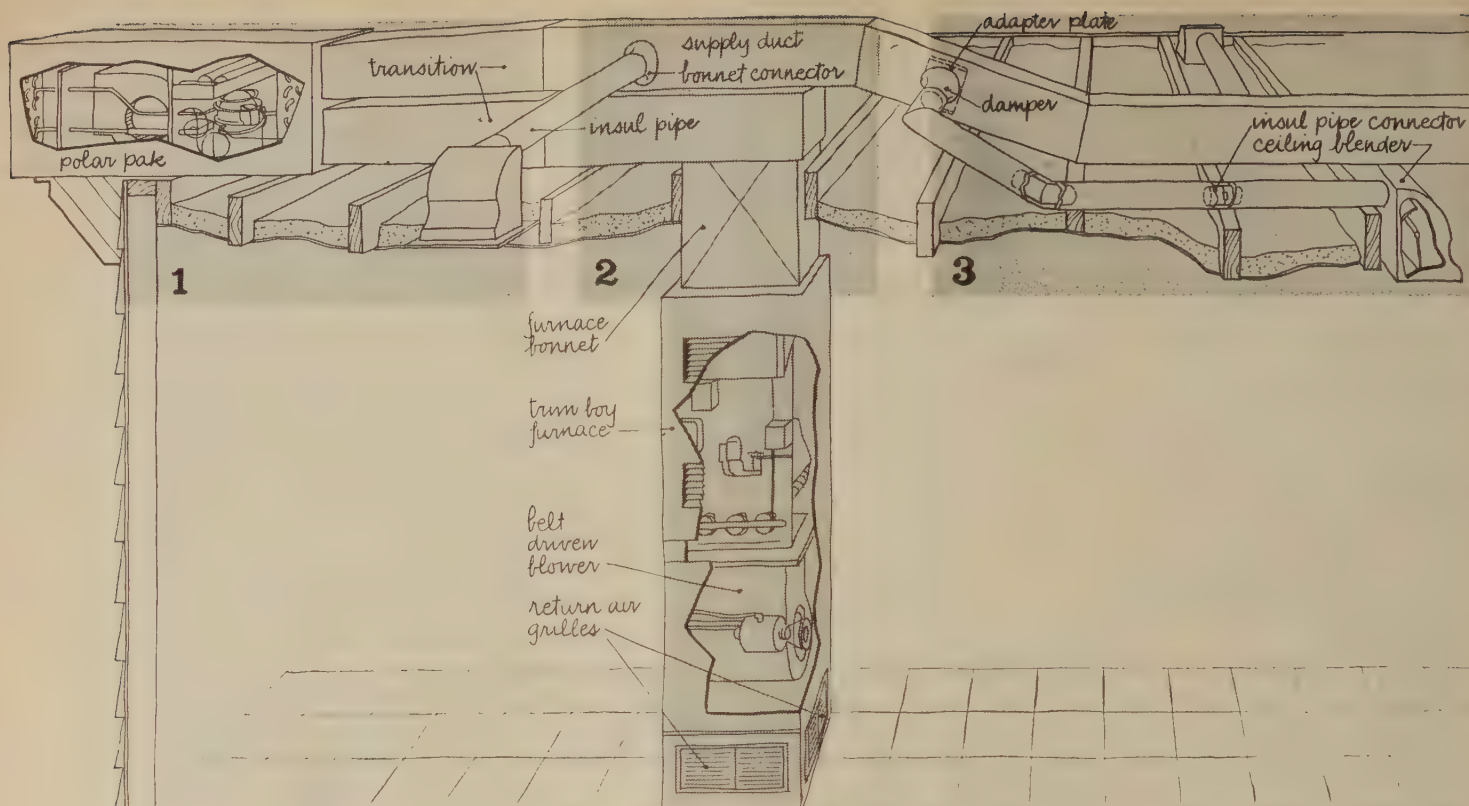 adapter plate
supply duct
transition
bonnet connector
damper
insul pipe
insul pipe connector
ceiling blender
polar pak
1
2
3
furnace
bonnet
trim boy
furnace
belt
driven
blower
return air
grilles